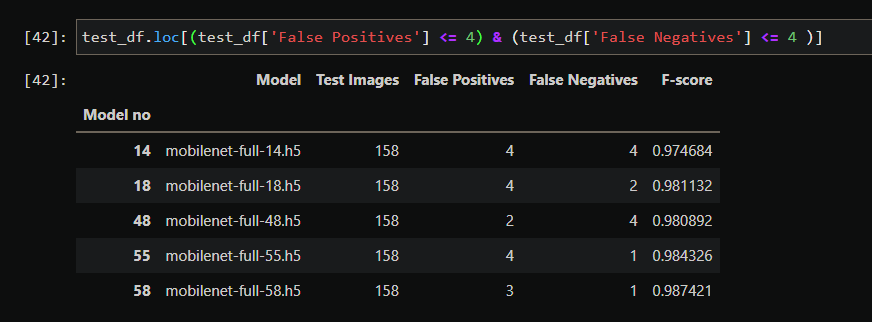 [42]: test_df.loc[(test_df['False Positives'] <= 4) & (test_df['False Negatives'] <= 4 )]
[42]: Model Test Images False Positives False Negatives F-score
Model no
14 mobilenet-full-14.h5 158 4 4 0.974684
18 mobilenet-full-18.h5 158 4 2 0.981132
48 mobilenet-full-48.h5 158 2 4 0.980892
55 mobilenet-full-55.h5 158 4 1 0.984326
58 mobilenet-full-58.h5 158 3 1 0.987421